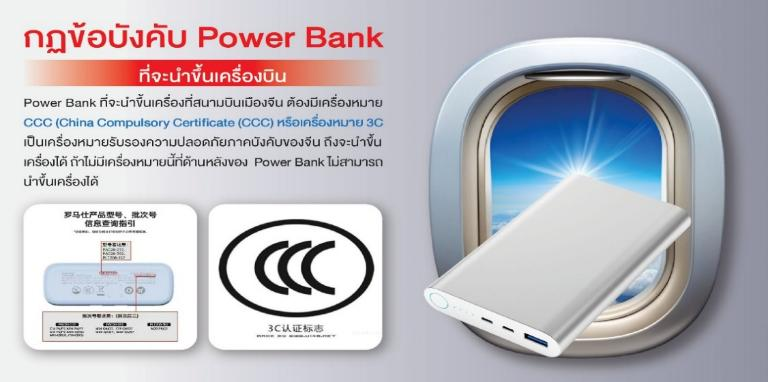 กฎข้อบังคับ Power Bank
ที่จะนำขึ้นเครื่องบิน
Power Bank ที่จะนำขึ้นเครื่องที่สนามบินเมืองจีน ต้องมีเครื่องหมาย
CCC (China Compulsory Certificate (CCC) หรือเครื่องหมาย 3C
เป็นเครื่องหมายรับรองความปลอดภัยภาคบังคับของจีน ถึงจะนำขึ้น
เครื่องได้ ถ้าไม่มีเครื่องหมายนี้ที่ด้านหลังของ Power Bank ไม่สามารถ
นำขึ้นเครื่องได้
罗马仕产品型号、批次号
信息查询指引
CCC
3C认证标志